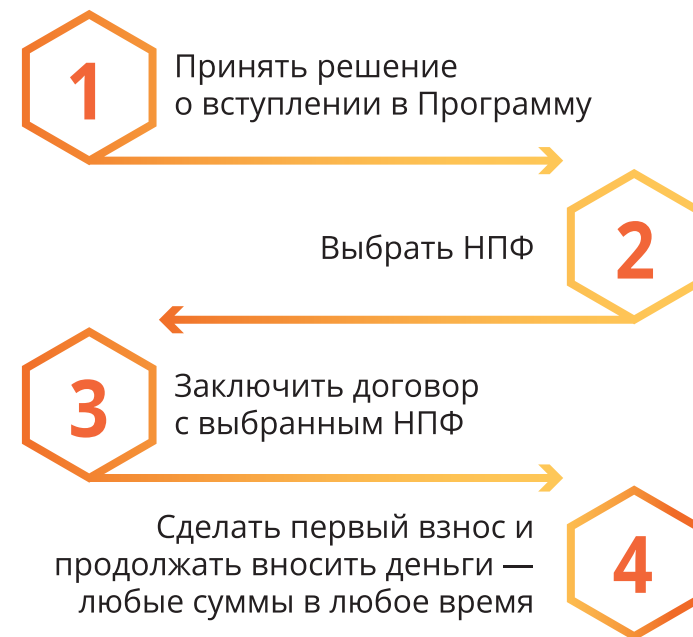 1
Принять решение
о вступлении в Программу
2
Выбрать НПФ
3
Заключить договор
с выбранным НПФ
4
Сделать первый взнос и
продолжать вносить деньги —
любые суммы в любое время